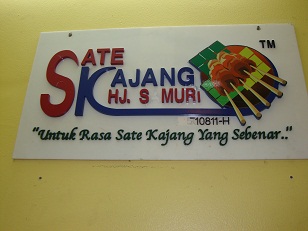 SATE
KAJANG
HJ. S MURI
TM
710811-H
"Untuk Rasa Sate Kajang Yang Sebenar.."